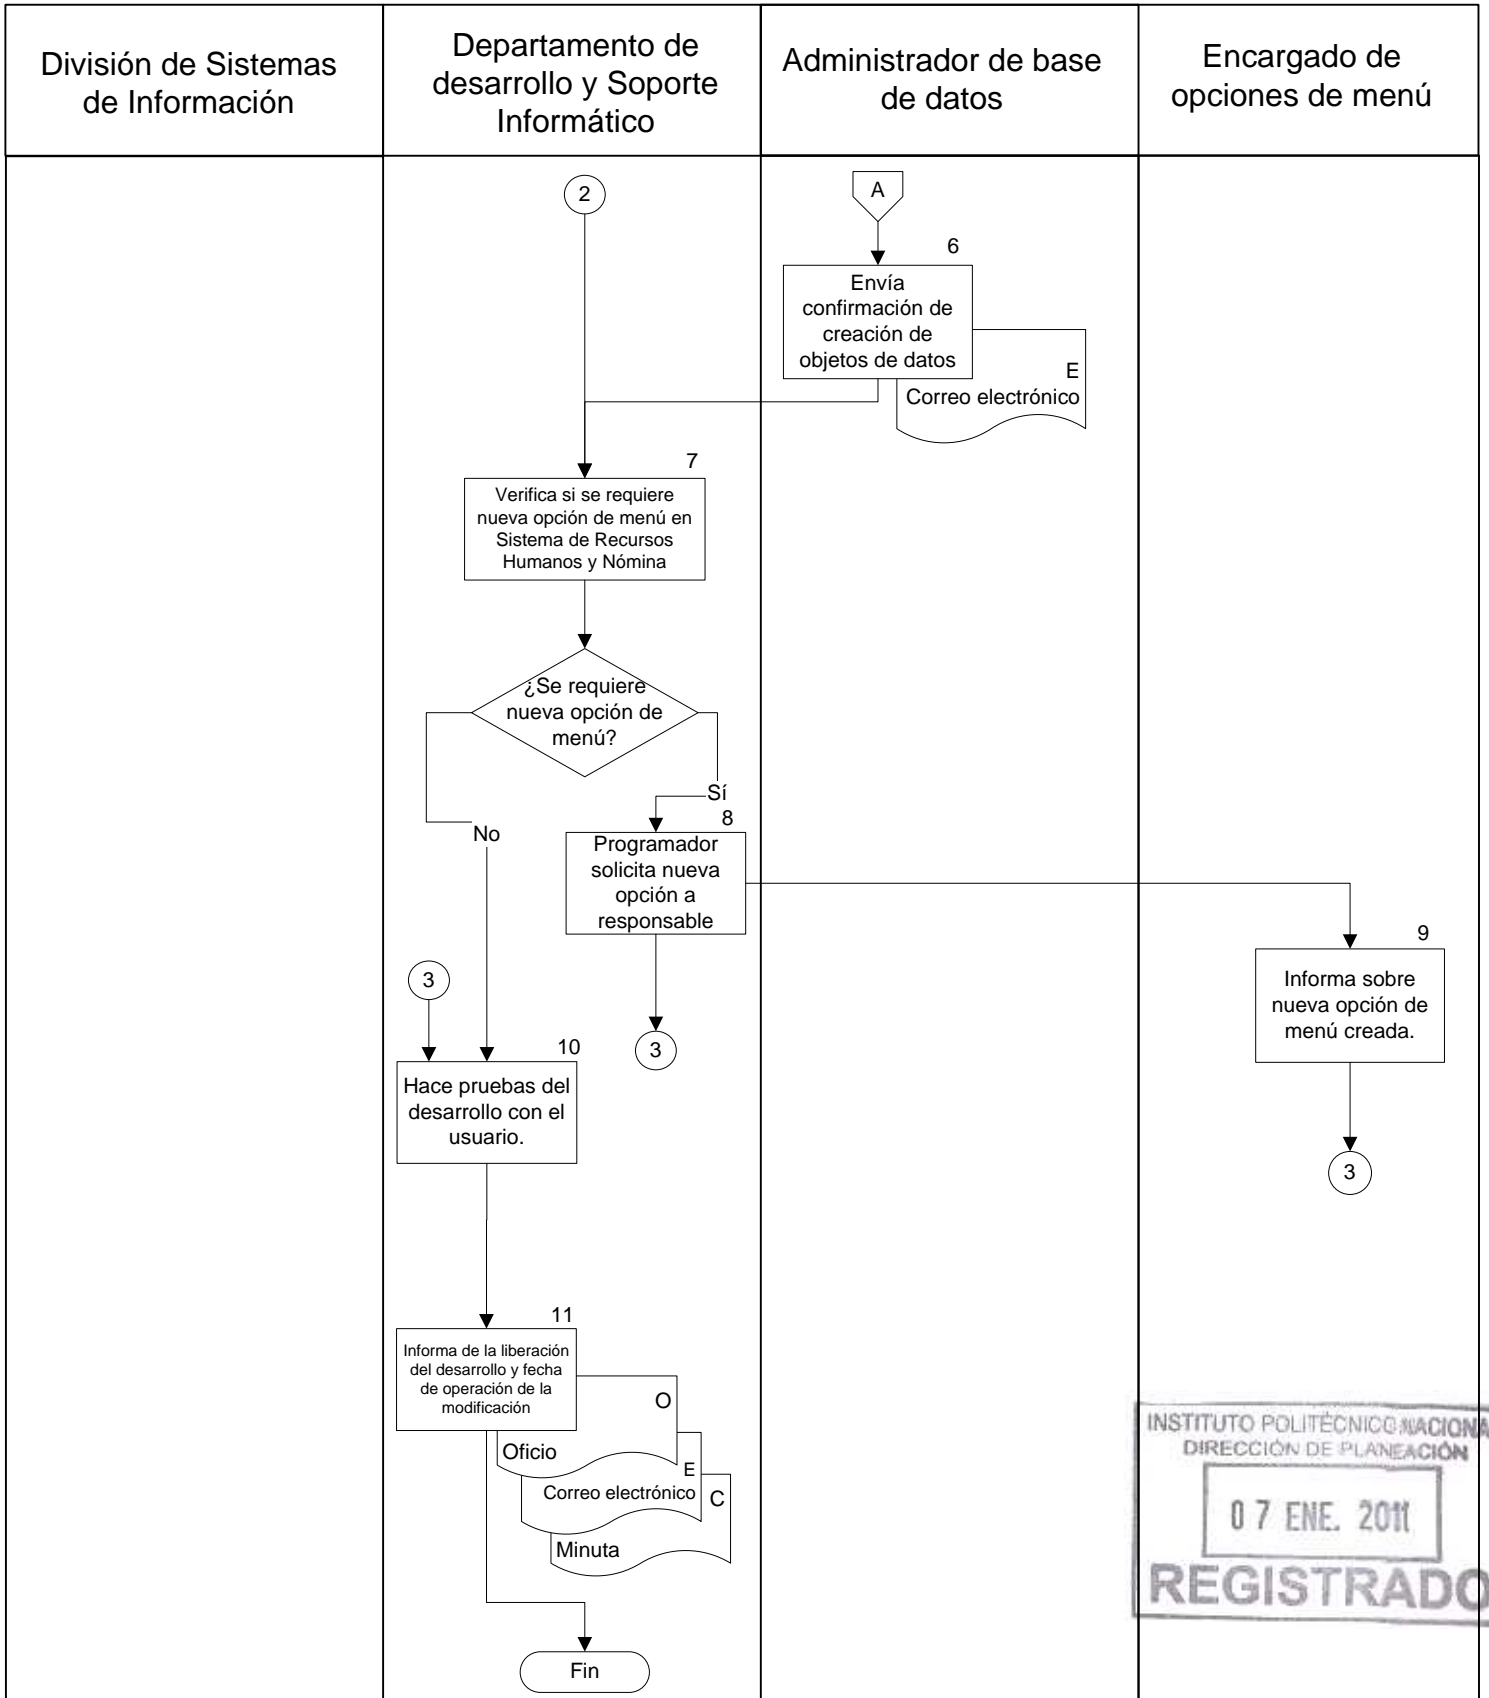 División de Sistemas
de Información
Departamento de
desarrollo y Soporte
Informático
Administrador de base
de datos
Encargado de
opciones de menú
2
A
6
Envía
confirmación de
creación de
objetos de datos
E
Correo electrónico
7
Verifica si se requiere
nueva opción de menú en
Sistema de Recursos
Humanos y Nómina
¿Se requiere
nueva opción de
menú?
Sí
No
8
Programador
solicita nueva
opción a
responsable
9
Informa sobre
nueva opción de
menú creada.
3
3
10
Hace pruebas del
desarrollo con el
usuario.
3
11
Informa de la liberación
del desarrollo y fecha
de operación de la
modificación
O
Oficio
E
Correo electrónico
C
Minuta
Fin
INSTITUTO POLITÉCNICO NACIONA
DIRECCIÓN DE PLANEACIÓN
07 ENE. 2011
REGISTRADO